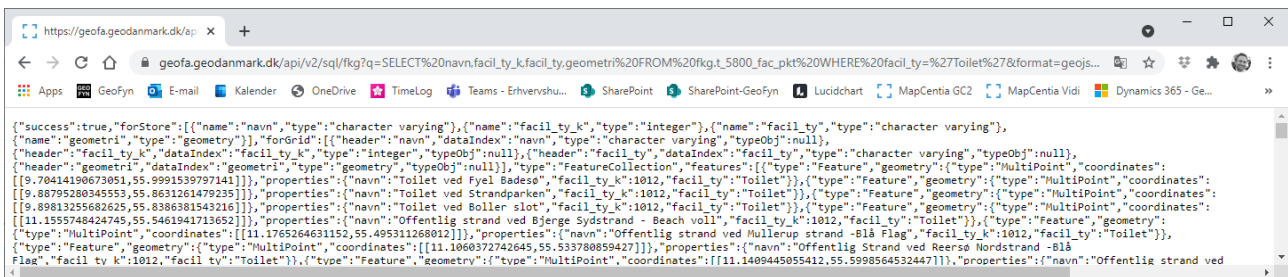 https://geofa.geodanmark.dk/ap
geofa.geodanmark.dk/api/v2/sql/fkg?q=SELECT%20navn,facil_ty_k,facil_ty,geometri%20FROM%20fkg.t_5800_fac_pkt%20WHERE%20facil_ty=%27Toilet%27&format=geojs...
Apps GEO FYN GeoFyn E-mail Kalender OneDrive TimeLog Teams - Erhvervshu... SharePoint SharePoint-GeoFyn Lucidchart MapCentia GC2 MapCentia Vidi Dynamics 365 - Ge... »
{"success":true,"forStore":[{"name":"navn","type":"character varying"},{"name":"facil_ty_k","type":"integer"},{"name":"facil_ty","type":"character varying"},
{"name":"geometri","type":"geometry"}],"forGrid":[{"header":"navn","dataIndex":"navn","type":"character varying","typeObj":null},
{"header":"facil_ty_k","dataIndex":"facil_ty_k","type":"integer","typeObj":null},{"header":"facil_ty","dataIndex":"facil_ty","type":"character varying","typeObj":null},
{"header":"geometri","dataIndex":"geometri","type":"geometry","typeObj":null}],"type":"FeatureCollection","features":[{"type":"Feature","geometry":{"type":"MultiPoint","coordinates":
[[9.70414190673051,55.9991539797141]]},"properties":{"navn":"Toilet ved Fyel Badesø","facil_ty_k":1012,"facil_ty":"Toilet"}},{"type":"Feature","geometry":{"type":"MultiPoint","coordinates":
[[9.88795280345553,55.8631261479235]]},"properties":{"navn":"Toilet ved Strandparken","facil_ty_k":1012,"facil_ty":"Toilet"}},{"type":"Feature","geometry":{"type":"MultiPoint","coordinates":
[[9.89813255682625,55.8386381543216]]},"properties":{"navn":"Toilet ved Boller slot","facil_ty_k":1012,"facil_ty":"Toilet"}},{"type":"Feature","geometry":{"type":"MultiPoint","coordinates":
[[11.1555748424745,55.5461941713652]]},"properties":{"navn":"Offentlig strand ved Bjerge Sydstrand - Beach voll","facil_ty_k":1012,"facil_ty":"Toilet"}},{"type":"Feature","geometry":
{"type":"MultiPoint","coordinates":[[11.1765264631152,55.495311268012]]},"properties":{"navn":"Offentlig strand ved Mullerup strand -Blå Flag","facil_ty_k":1012,"facil_ty":"Toilet"}},
{"type":"Feature","geometry":{"type":"MultiPoint","coordinates":[[11.1060372742645,55.533780859427]]},"properties":{"navn":"Offentlig Strand ved Reersø Nordstrand -Blå
Flag","facil_ty_k":1012,"facil_ty":"Toilet"}},{"type":"Feature","geometry":{"type":"MultiPoint","coordinates":[[11.1409445055412,55.5998564532447]]},"properties":{"navn":"Offentlig strand ved